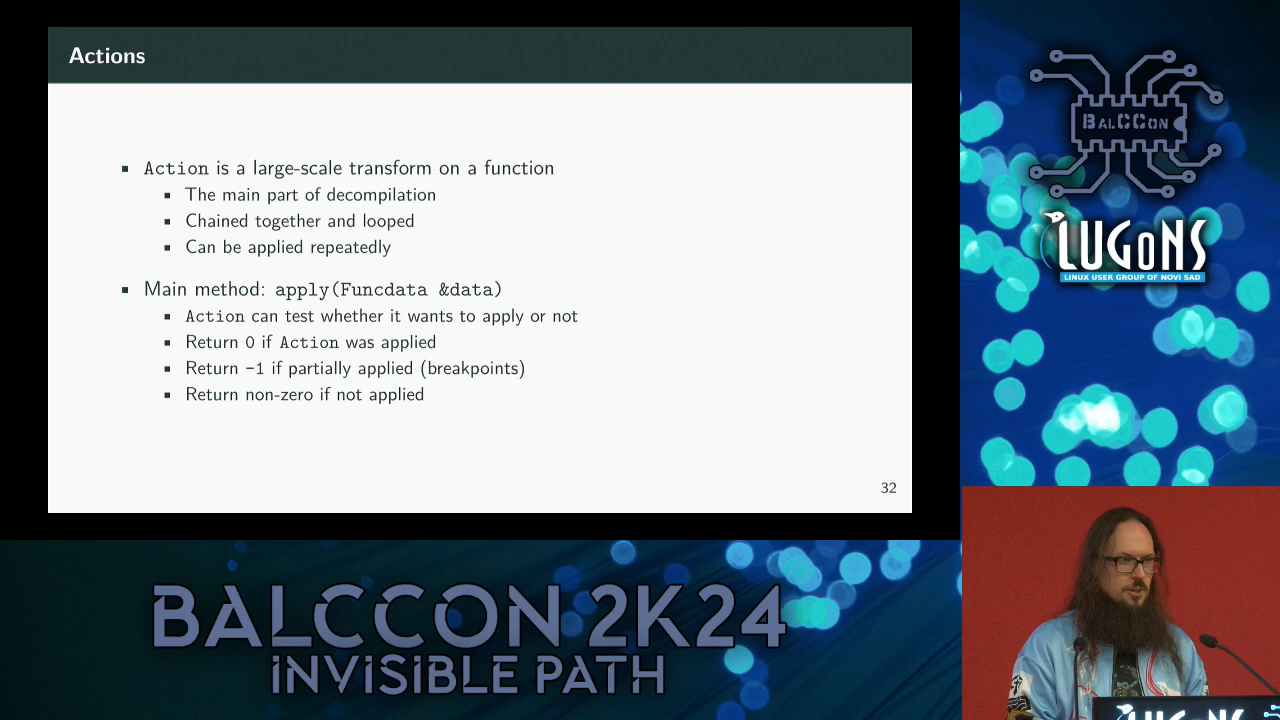 Actions
Action is a large-scale transform on a function
The main part of decompilation
Chained together and looped
Can be applied repeatedly
Main method: apply(Funcdata &data)
Action can test whether it wants to apply or not
Return 0 if Action was applied
Return -1 if partially applied (breakpoints)
Return non-zero if not applied
32
BALCCON
LUGoNS
LINUX USER GROUP OF NOVI SAD
BALCCON 2K24
INVISIBLE PATH
LUGoNS